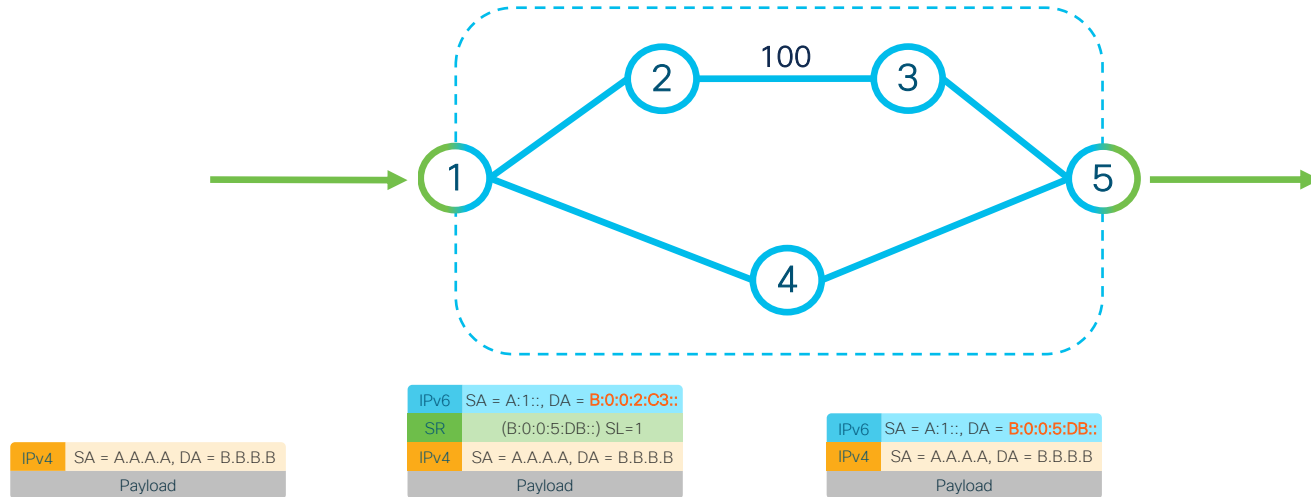 100
2
3
1
5
4
IPv6 SA = A:1::, DA = B:0:0:2:C3::
SR (B:0:0:5:DB::) SL=1
IPv4 SA = A.A.A.A, DA = B.B.B.B
Payload
IPv6 SA = A:1::, DA = B:0:0:5:DB::
IPv4 SA = A.A.A.A, DA = B.B.B.B
Payload
IPv4 SA = A.A.A.A, DA = B.B.B.B
Payload